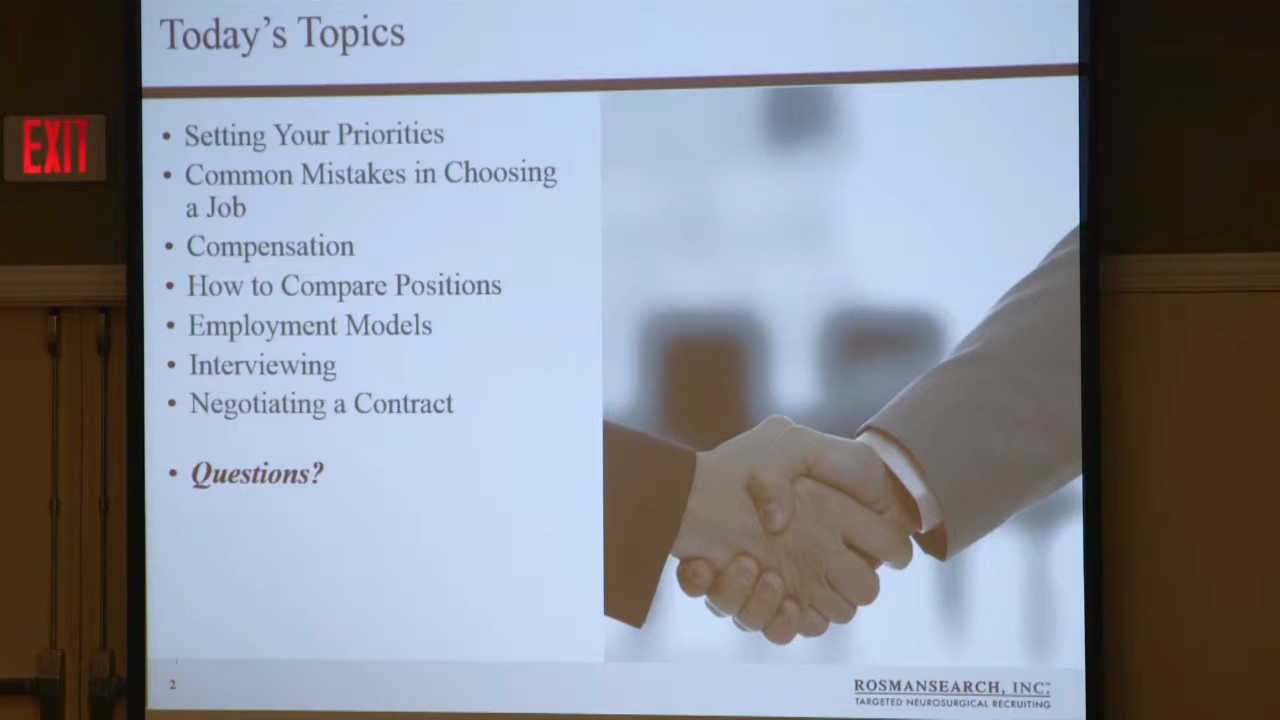 Today's Topics
EXIT
• Setting Your Priorities
• Common Mistakes in Choosing
a Job
• Compensation
• How to Compare Positions
• Employment Models
• Interviewing
• Negotiating a Contract
• Questions?
2
ROSMANSEARCH, INC.℠
TARGETED NEUROSURGICAL RECRUITING